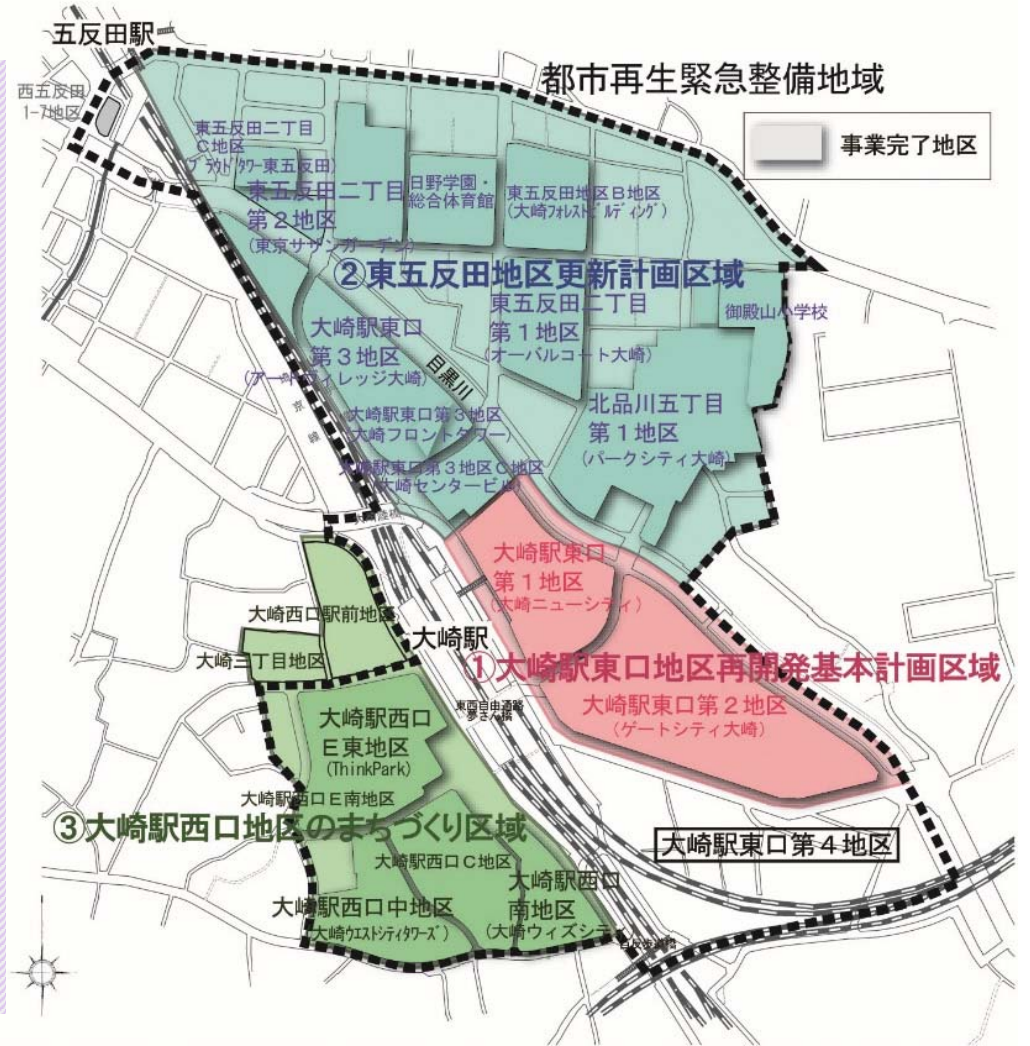 五反田駅
都市再生緊急整備地域
西五反田
1-7地区
事業完了地区
東五反田二丁目
C地区
(プラウドタワー東五反田)
東五反田二丁目
第2地区
(東京サザンガーデン)
日野学園・
総合体育館
東五反田地区B地区
(大崎フォレストビルディング)
②東五反田地区更新計画区域
東五反田二丁目
第1地区
(オーバルコート大崎)
御殿山小学校
大崎駅東口
第3地区
(アートヴィレッジ大崎)
目黒川
北品川五丁目
第1地区
(パークシティ大崎)
大崎駅東口第3地区
(大崎フロントタワー)
大崎駅東口第3地区C地区
(大崎センタービル)
大崎駅東口
第1地区
(大崎ニューシティ)
大崎西口駅前地区
大崎駅
大崎三丁目地区
①大崎駅東口地区再開発基本計画区域
大崎駅東口第2地区
(ゲートシティ大崎)
東西自由通路
夢さん橋
大崎駅西口
E東地区
(ThinkPark)
大崎駅西口E南地区
③大崎駅西口地区のまちづくり区域
大崎駅東口第4地区
大崎駅西口C地区
大崎駅西口
南地区
(大崎ウィズシティ)
大崎駅西口中地区
(大崎ウエストシティタワーズ)